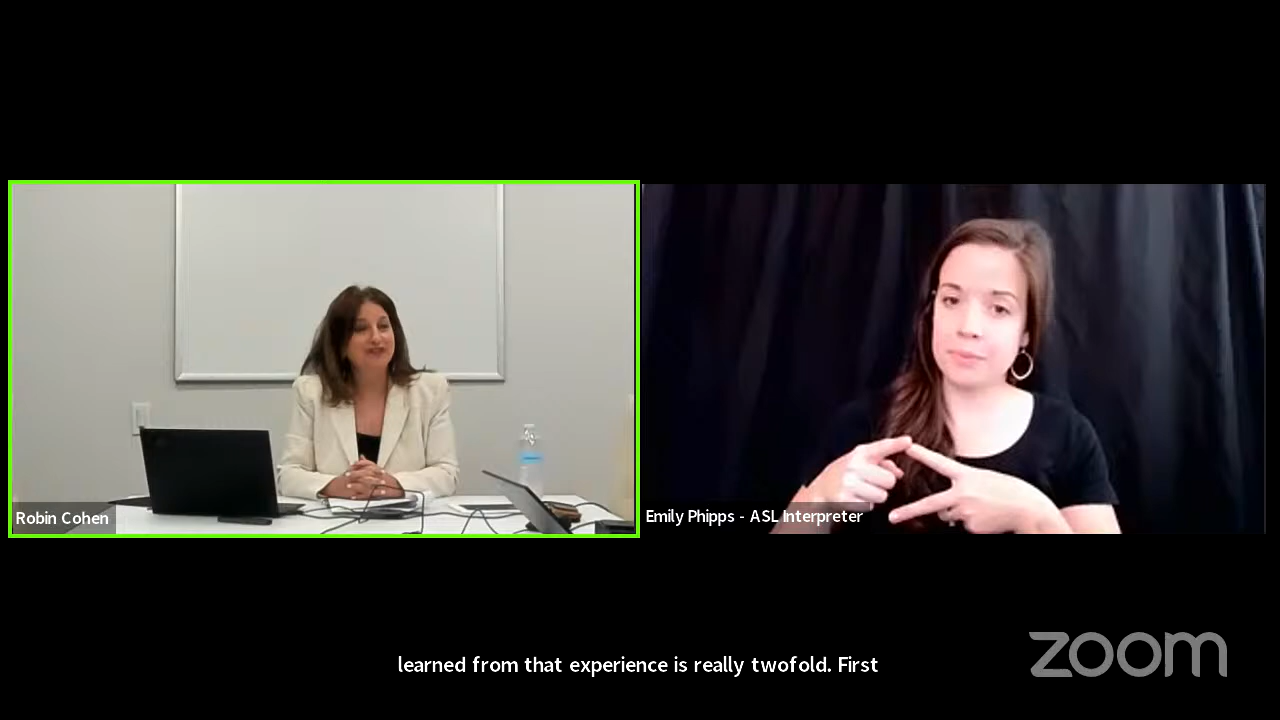 Robin Cohen
Emily Phipps - ASL Interpreter
learned from that experience is really twofold. First
zoom